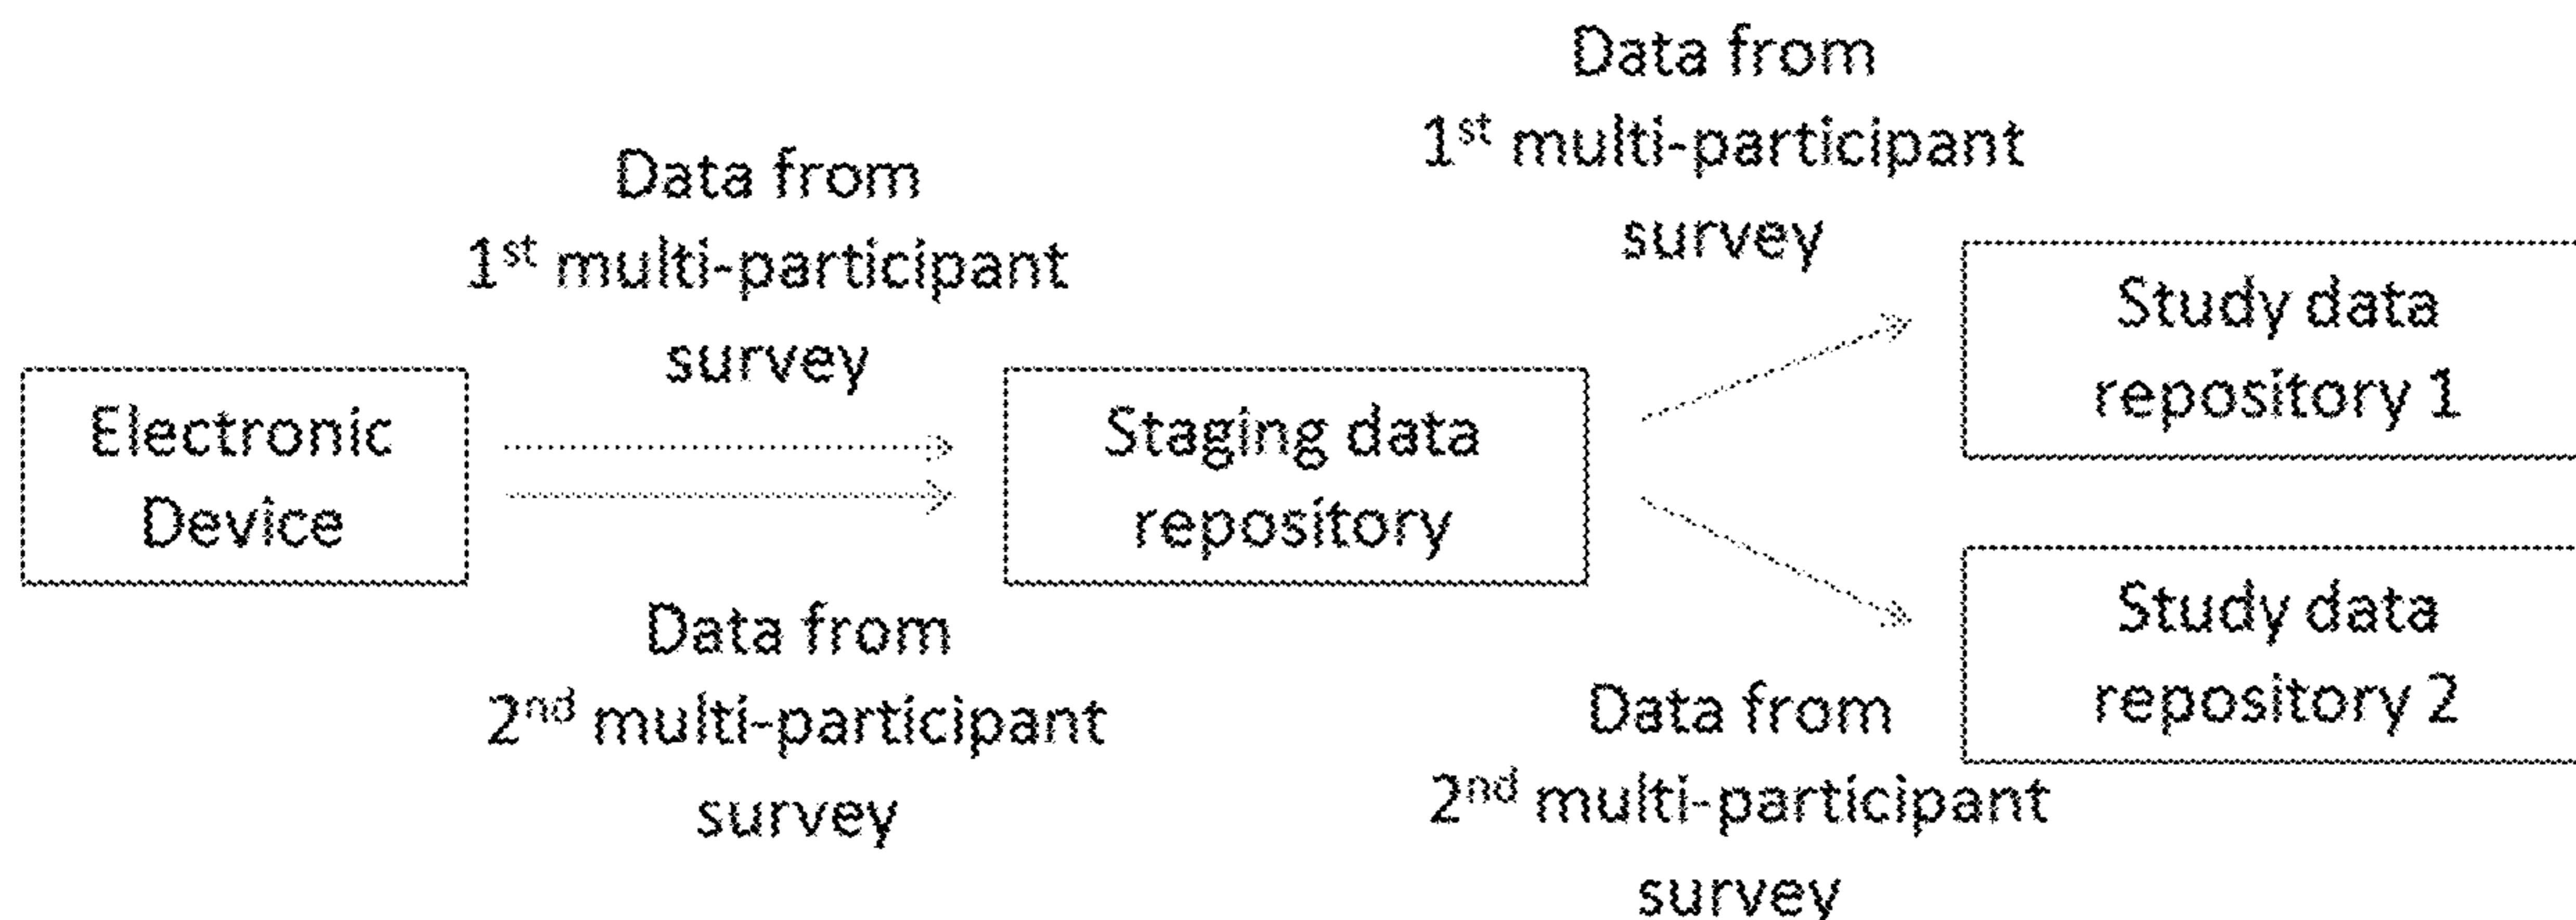 Data from
1st multi-participant
survey
Data from
1st multi-participant
survey
Electronic
Device
Staging data
repository
Study data
repository 1
Study data
repository 2
Data from
2nd multi-participant
survey
Data from
2nd multi-participant
survey